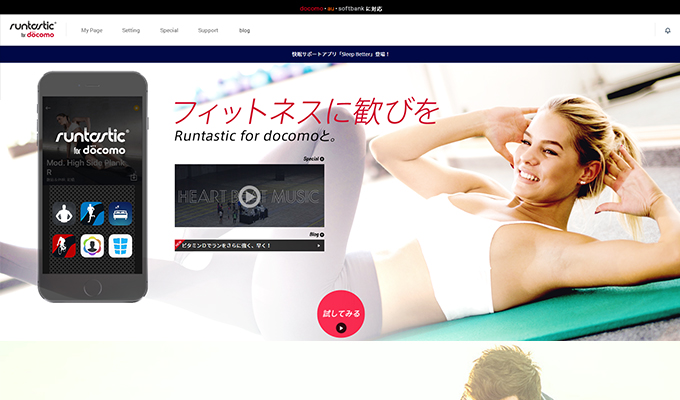 docomo・au・softbank に対応
runtastic
for döcomo
My Page
Setting
Special
Support
blog
快眠サポートアプリ「Sleep Better」登場！
フィットネスに歓びを
Runtastic for docomoと。
runtastic
for döcomo
Mod. High Side Plank
R
Special
HEART BEAT MUSIC
Blog
ビタミンDでランをさらに強く、早く！
試してみる